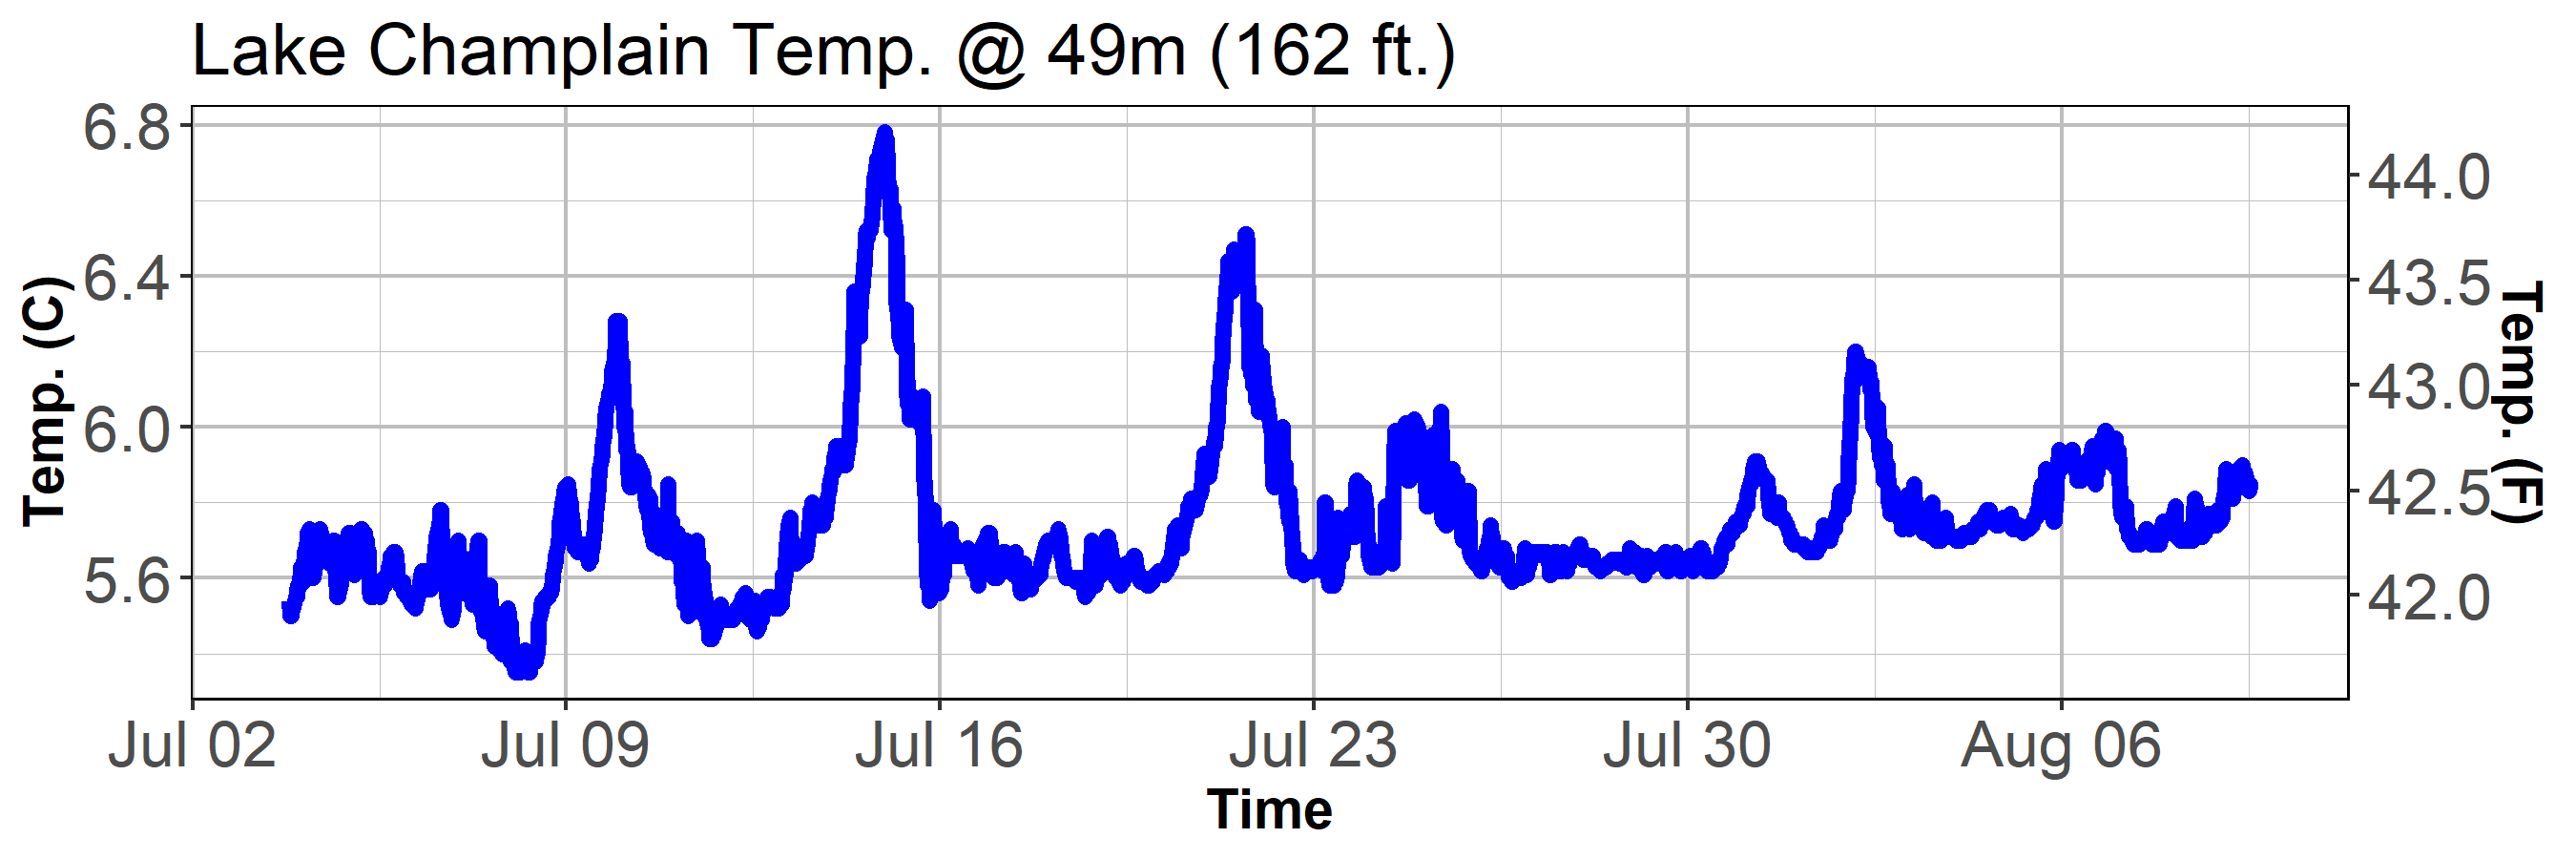 Lake Champlain Temp. @ 49m (162 ft.)
6.8
6.4
6.0
5.6
Temp. (C)
44.0
43.5
43.0
42.5
42.0
Temp. (F)
Jul 02 Jul 09 Jul 16 Jul 23 Jul 30 Aug 06
Time